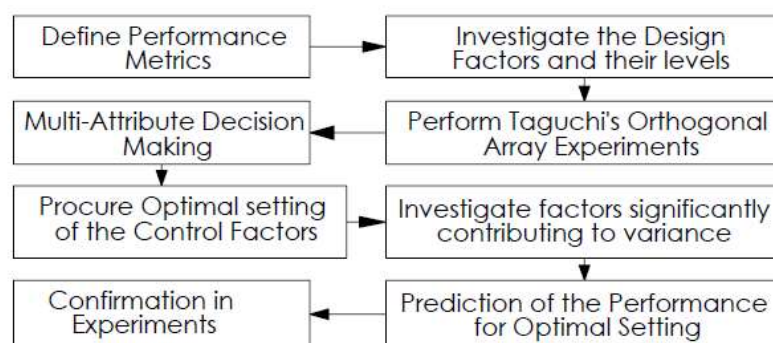 Define Performance
Metrics
Investigate the Design
Factors and their levels
Perform Taguchi's Orthogonal
Array Experiments
Multi-Attribute Decision
Making
Procure Optimal setting
of the Control Factors
Investigate factors significantly
contributing to variance
Prediction of the Performance
for Optimal Setting
Confirmation in
Experiments